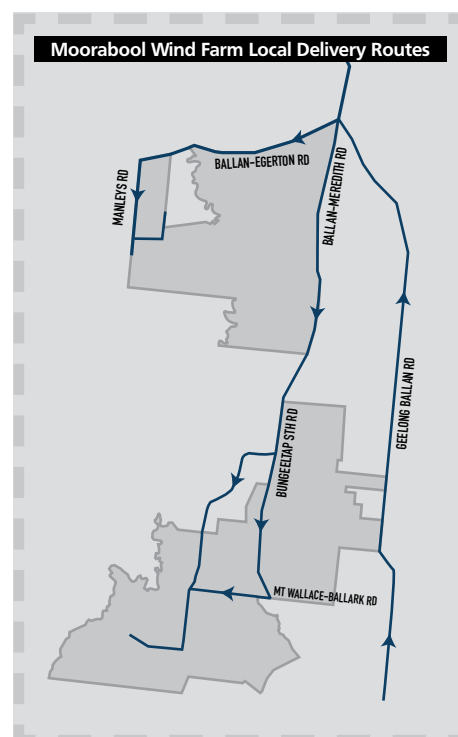 Moorabool Wind Farm Local Delivery Routes
BALLAN-EGERTON RD
MANLEYS RD
BALLAN-MEREDITH RD
GEELONG BALLAN RD
BUNGEELTAP STH RD
MT WALLACE-BALLARK RD